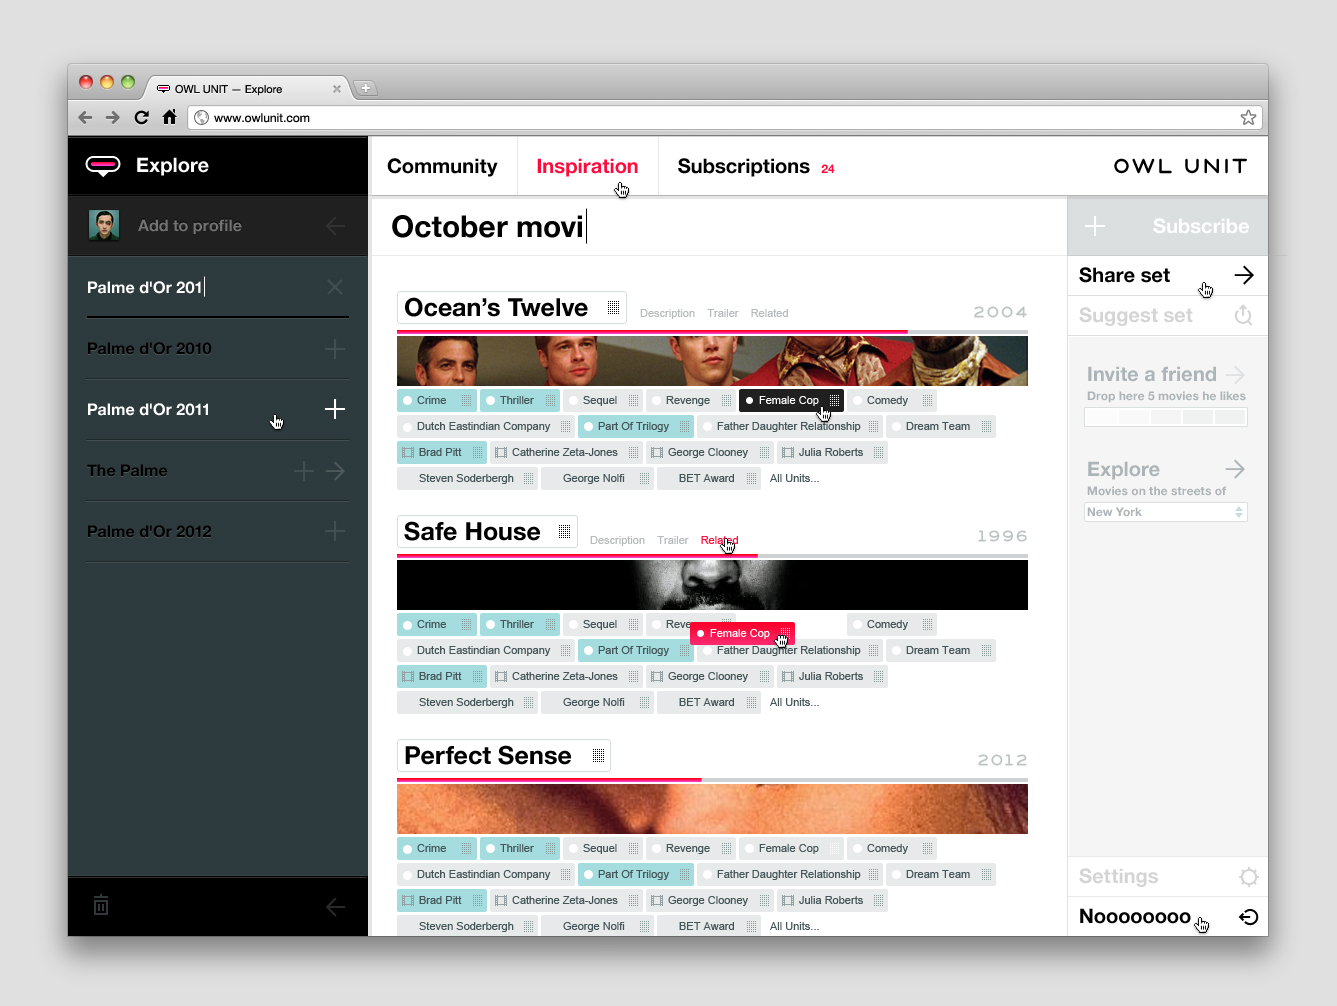 OWL UNIT — Explore
www.owlunit.com
Explore
Community
Inspiration
Subscriptions 24
OWL UNIT
Add to profile
October movi
Subscribe
Palme d'Or 201
Palme d'Or 2010
Palme d'Or 2011
The Palme
Palme d'Or 2012
Ocean's Twelve
Description Trailer Related
2004
Crime Thriller Sequel Revenge Female Cop Comedy
Dutch Eastindian Company Part Of Trilogy Father Daughter Relationship Dream Team
Brad Pitt Catherine Zeta-Jones George Clooney Julia Roberts
Steven Soderbergh George Nolfi BET Award All Units...
Safe House
Description Trailer Related
1996
Crime Thriller Sequel Female Cop Comedy
Dutch Eastindian Company Part Of Trilogy Father Daughter Relationship Dream Team
Brad Pitt Catherine Zeta-Jones George Clooney Julia Roberts
Steven Soderbergh George Nolfi BET Award All Units...
Perfect Sense
2012
Crime Thriller Sequel Revenge Female Cop Comedy
Dutch Eastindian Company Part Of Trilogy Father Daughter Relationship Dream Team
Brad Pitt Catherine Zeta-Jones George Clooney Julia Roberts
Steven Soderbergh George Nolfi BET Award All Units...
Share set
Suggest set
Invite a friend
Drop here 5 movies he likes
Explore
Movies on the streets of
New York
Settings
Noooooooo